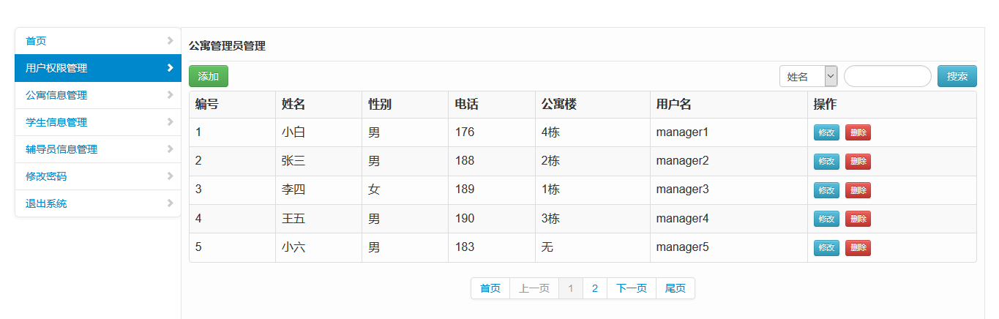 首页
用户权限管理
公寓信息管理
学生信息管理
辅导员信息管理
修改密码
退出系统
公寓管理员管理
添加 姓名 搜索
编号 姓名 性别 电话 公寓楼 用户名 操作
1 小白 男 176 4栋 manager1 修改 删除
2 张三 男 188 2栋 manager2 修改 删除
3 李四 女 189 1栋 manager3 修改 删除
4 王五 男 190 3栋 manager4 修改 删除
5 小六 男 183 无 manager5 修改 删除
首页 上一页 1 2 下一页 尾页